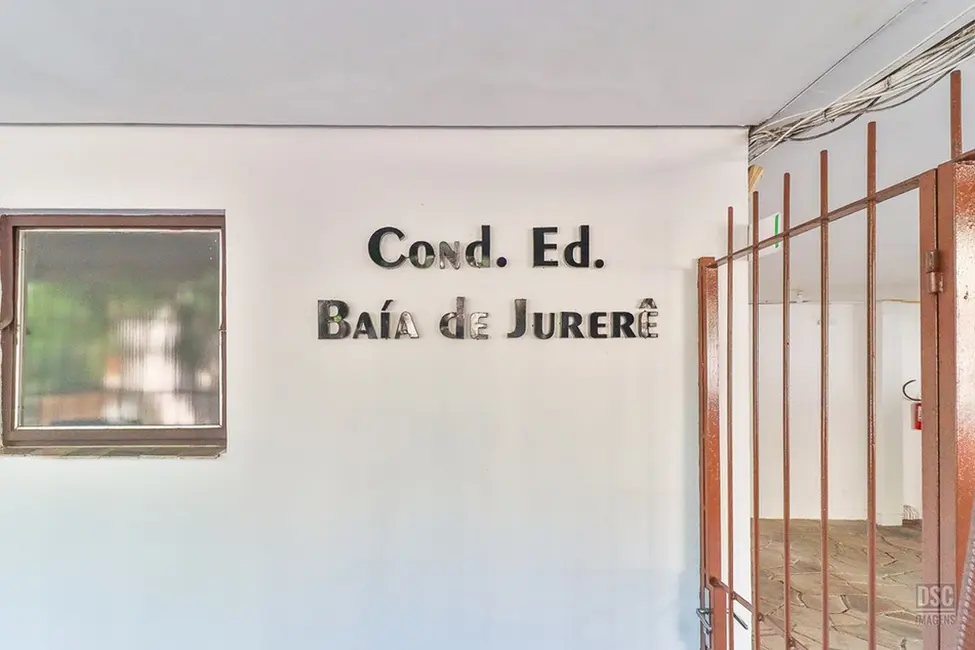 Cond. Ed.
Baía de Jurerê
DSC
IMAGENS